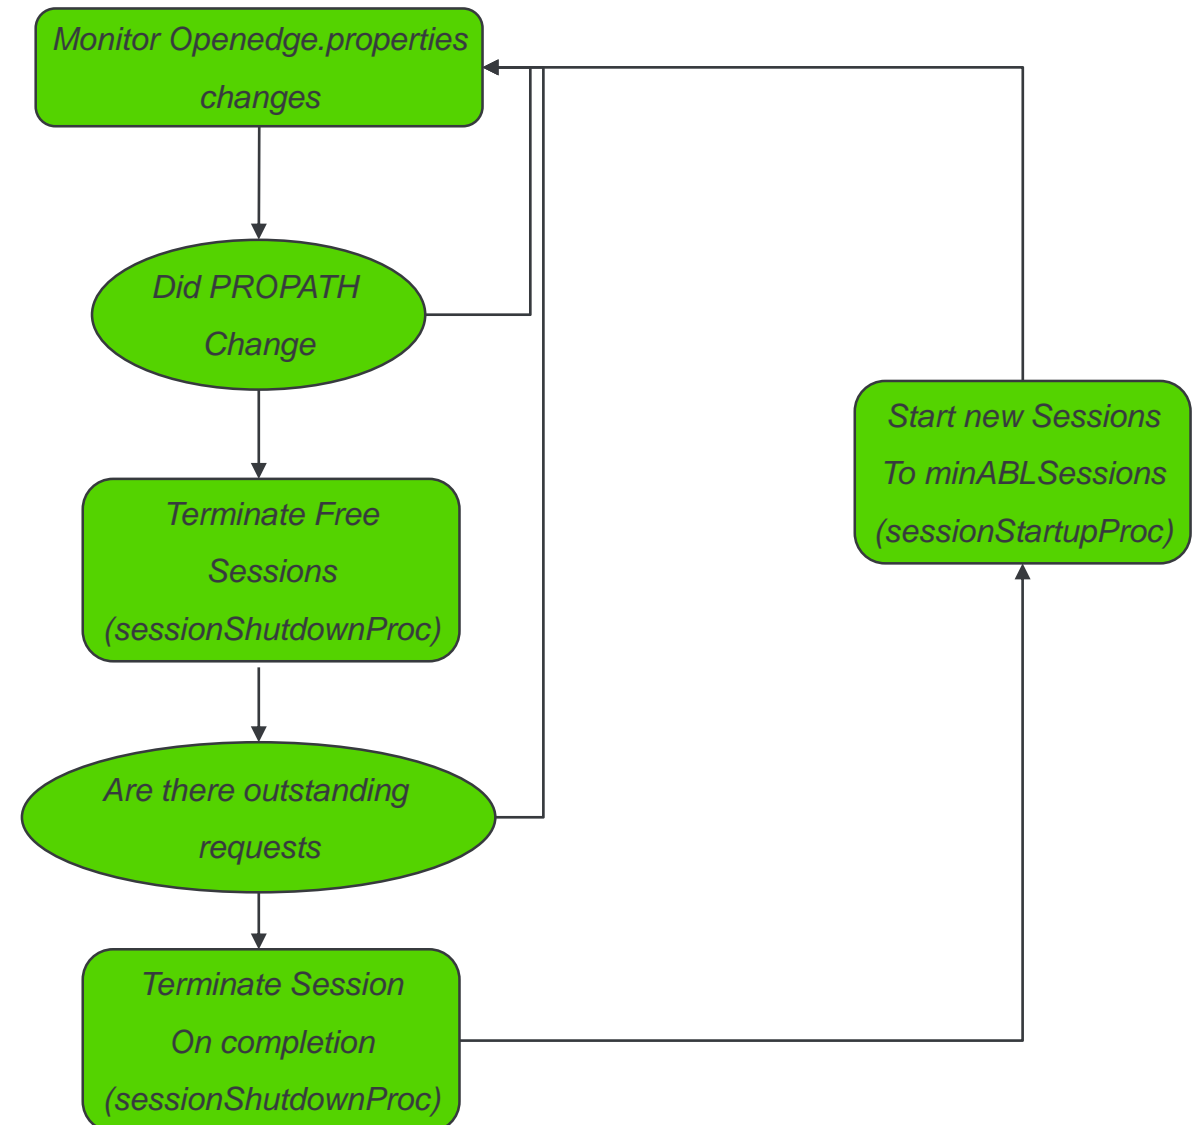 Monitor Openedge.properties
changes
Did PROPATH
Change
Terminate Free
Sessions
(sessionShutdownProc)
Are there outstanding
requests
Terminate Session
On completion
(sessionShutdownProc)
Start new Sessions
To minABLSessions
(sessionStartupProc)